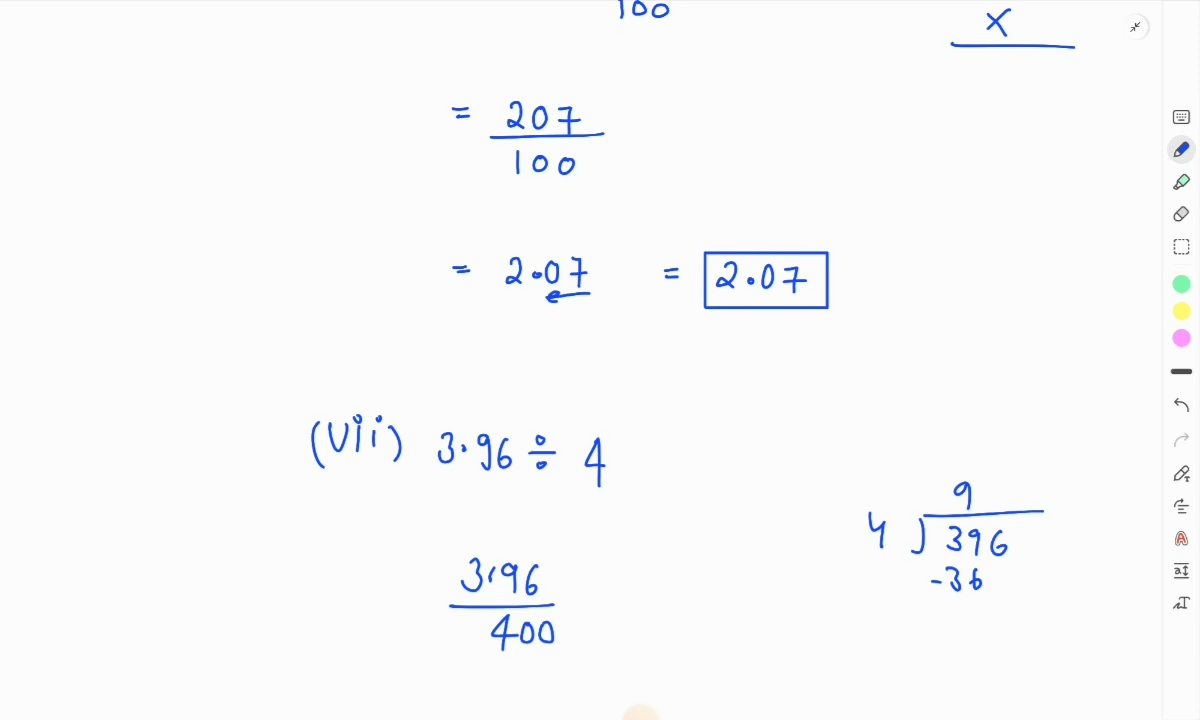 100
x
= 207
100
= 2.07 = 2.07
(Vii) 3.96 ÷ 4
9
4 ) 396
-36
3.96
400